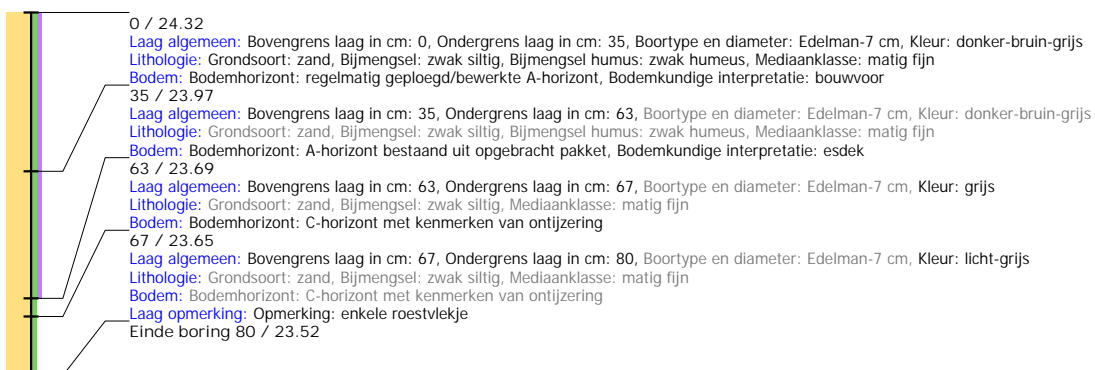 0 / 24.32
Laag algemeen: Bovengrens laag in cm: 0, Ondergrens laag in cm: 35, Boortype en diameter: Edelman-7 cm, Kleur: donker-bruin-grijs
Lithologie: Grondsoort: zand, Bijmengsel: zwak siltig, Bijmengsel humus: zwak humeus, Mediaanklasse: matig fijn
Bodem: Bodemhorizont: regelmatig geploegd/bewerkte A-horizont, Bodemkundige interpretatie: bouwvoor
35 / 23.97
Laag algemeen: Bovengrens laag in cm: 35, Ondergrens laag in cm: 63, Boortype en diameter: Edelman-7 cm, Kleur: donker-bruin-grijs
Lithologie: Grondsoort: zand, Bijmengsel: zwak siltig, Bijmengsel humus: zwak humeus, Mediaanklasse: matig fijn
Bodem: Bodemhorizont: A-horizont bestaand uit opgebracht pakket, Bodemkundige interpretatie: esdek
63 / 23.69
Laag algemeen: Bovengrens laag in cm: 63, Ondergrens laag in cm: 67, Boortype en diameter: Edelman-7 cm, Kleur: grijs
Lithologie: Grondsoort: zand, Bijmengsel: zwak siltig, Mediaanklasse: matig fijn
Bodem: Bodemhorizont: C-horizont met kenmerken van ontijzering
67 / 23.65
Laag algemeen: Bovengrens laag in cm: 67, Ondergrens laag in cm: 80, Boortype en diameter: Edelman-7 cm, Kleur: licht-grijs
Lithologie: Grondsoort: zand, Bijmengsel: zwak siltig, Mediaanklasse: matig fijn
Bodem: Bodemhorizont: C-horizont met kenmerken van ontijzering
Laag opmerking: Opmerking: enkele roestvlekje
Einde boring 80 / 23.52